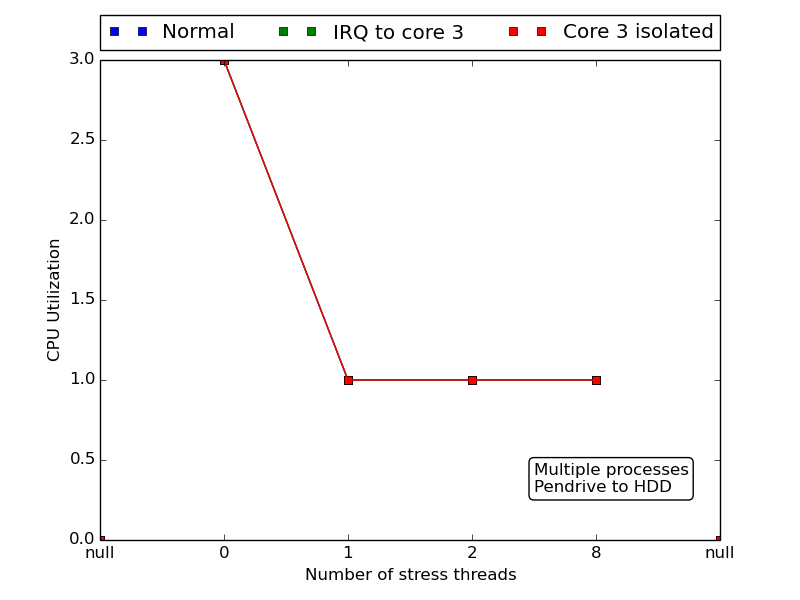 Normal IRQ to core 3 Core 3 isolated
3.0
2.5
2.0
1.5
1.0
0.5
0.0
CPU Utilization
Multiple processes
Pendrive to HDD
null 0 1 2 8 null
Number of stress threads